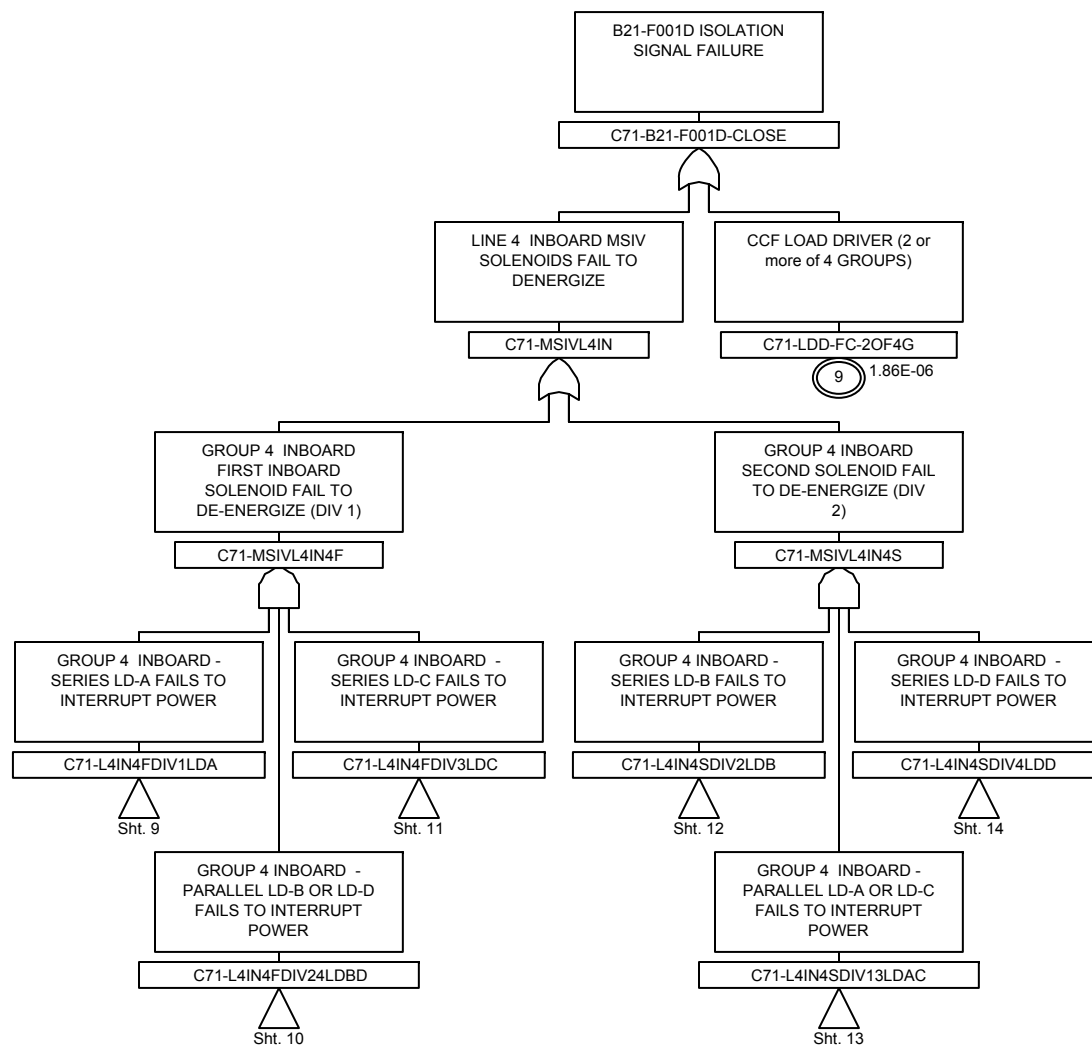 B21-F001D ISOLATION
SIGNAL FAILURE
C71-B21-F001D-CLOSE
LINE 4 INBOARD MSIV
SOLENOIDS FAIL TO
DENERGIZE
C71-MSIVL4IN
CCF LOAD DRIVER (2 or
more of 4 GROUPS)
C71-LDD-FC-2OF4G
9
1.86E-06
GROUP 4 INBOARD
FIRST INBOARD
SOLENOID FAIL TO
DE-ENERGIZE (DIV 1)
C71-MSIVL4IN4F
GROUP 4 INBOARD
SECOND SOLENOID FAIL
TO DE-ENERGIZE (DIV
2)
C71-MSIVL4IN4S
GROUP 4 INBOARD -
SERIES LD-A FAILS TO
INTERRUPT POWER
C71-L4IN4FDIV1LDA
Sht. 9
GROUP 4 INBOARD -
SERIES LD-C FAILS TO
INTERRUPT POWER
C71-L4IN4FDIV3LDC
Sht. 11
GROUP 4 INBOARD -
SERIES LD-B FAILS TO
INTERRUPT POWER
C71-L4IN4SDIV2LDB
Sht. 12
GROUP 4 INBOARD -
SERIES LD-D FAILS TO
INTERRUPT POWER
C71-L4IN4SDIV4LDD
Sht. 14
GROUP 4 INBOARD -
PARALLEL LD-B OR LD-D
FAILS TO INTERRUPT
POWER
C71-L4IN4FDIV24LDBD
Sht. 10
GROUP 4 INBOARD -
PARALLEL LD-A OR LD-C
FAILS TO INTERRUPT
POWER
C71-L4IN4SDIV13LDAC
Sht. 13